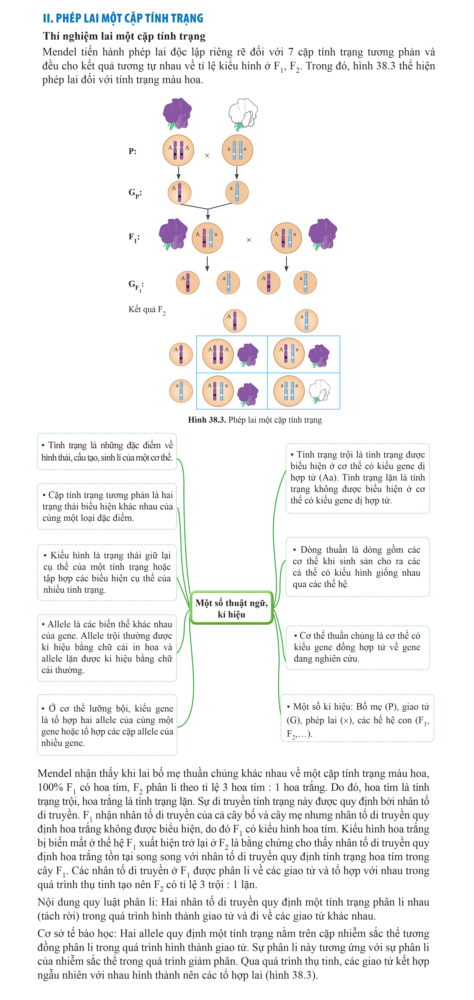 II. PHÉP LAI MỘT CẶP TÍNH TRẠNG
Thí nghiệm lai một cặp tính trạng
Mendel tiến hành phép lai độc lập riêng rẽ đối với 7 cặp tính trạng tương phản và
đều cho kết quả tương tự nhau về tỉ lệ kiểu hình ở F1, F2. Trong đó, hình 38.3 thể hiện
phép lai đối với tính trạng màu hoa.
P: A A × a a
GP: A a
F1: A a × A a
GF1: A a A a
Kết quả F2
A a
A A A A a
a A a a a
Hình 38.3. Phép lai một cặp tính trạng
• Tính trạng là những đặc điểm về
hình thái, cấu tạo, sinh lí của một cơ thể.
• Cặp tính trạng tương phản là hai
trạng thái biểu hiện khác nhau của
cùng một loại đặc điểm.
• Kiểu hình là trạng thái giữ lại
cụ thể của một tính trạng hoặc
tập hợp các biểu hiện cụ thể của
nhiều tính trạng.
• Allele là các biến thể khác nhau
của gene. Allele trội thường được
kí hiệu bằng chữ cái in hoa và
allele lặn được kí hiệu bằng chữ
cái thường.
• Ở cơ thể lưỡng bội, kiểu gene
là tổ hợp hai allele của cùng một
gene hoặc tổ hợp các cặp allele của
nhiều gene.
Một số thuật ngữ,
kí hiệu
• Tính trạng trội là tính trạng được
biểu hiện ở cơ thể có kiểu gene dị
hợp tử (Aa). Tính trạng lặn là tính
trạng không được biểu hiện ở cơ
thể có kiểu gene dị hợp tử.
• Dòng thuần là dòng gồm các
cơ thể khi sinh sản cho ra các
cá thể có kiểu hình giống nhau
qua các thế hệ.
• Cơ thể thuần chủng là cơ thể có
kiểu gene đồng hợp tử về gene
đang nghiên cứu.
• Một số kí hiệu: Bố mẹ (P), giao tử
(G), phép lai (×), các hế hệ con (F1,
F2,…).
Mendel nhận thấy khi lai bố mẹ thuần chủng khác nhau về một cặp tính trạng màu hoa,
100% F1 có hoa tím, F2 phân li theo tỉ lệ 3 hoa tím : 1 hoa trắng. Do đó, hoa tím là tính
trạng trội, hoa trắng là tính trạng lặn. Sự di truyền tính trạng này được quy định bởi nhân tố
di truyền. F1 nhận nhân tố di truyền của cả cây bố và cây mẹ nhưng nhân tố di truyền quy
định hoa trắng không được biểu hiện, do đó F1 có kiểu hình hoa tím. Kiểu hình hoa trắng
bị biến mất ở thế hệ F1 xuất hiện trở lại ở F2 là bằng chứng cho thấy nhân tố di truyền quy
định hoa trắng tồn tại song song với nhân tố di truyền quy định tính trạng hoa tím trong
cây F1. Các nhân tố di truyền ở F1 được phân li về các giao tử và tổ hợp với nhau trong
quá trình thụ tinh tạo nên F2 có tỉ lệ 3 trội : 1 lặn.
Nội dung quy luật phân li: Hai nhân tố di truyền quy định một tính trạng phân li nhau
(tách rời) trong quá trình hình thành giao tử và đi về các giao tử khác nhau.
Cơ sở tế bào học: Hai allele quy định một tính trạng nằm trên cặp nhiễm sắc thể tương
đồng phân li trong quá trình hình thành giao tử. Sự phân li này tương ứng với sự phân li
của nhiễm sắc thể trong quá trình giảm phân. Qua quá trình thụ tinh, các giao tử kết hợp
ngẫu nhiên với nhau hình thành nên các tổ hợp lai (hình 38.3).